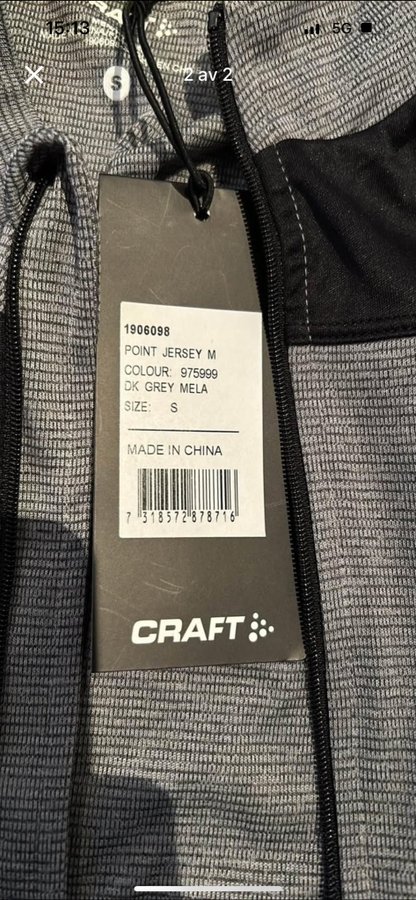 15:13
5G
2 av 2
CRAFT
S
1906098
POINT JERSEY M
COLOUR: 975999
DK GREY MELA
SIZE: S
MADE IN CHINA
7 318572 878716
CRAFT